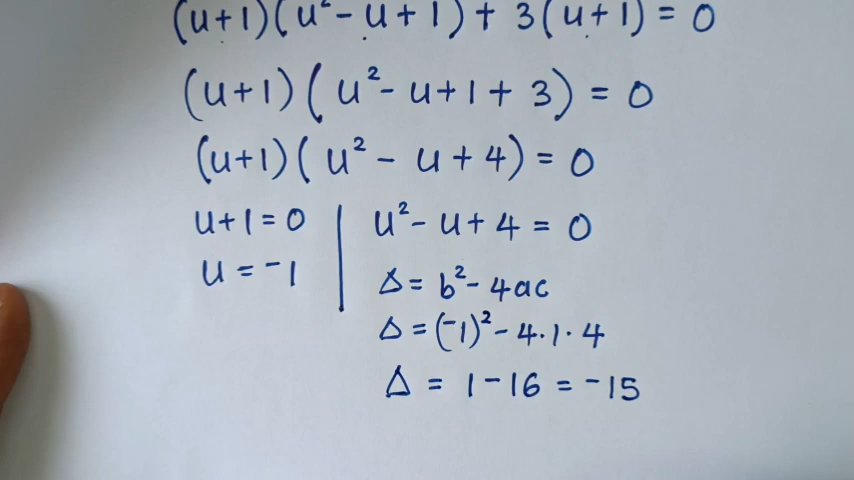 (u+1)(u²-u+1)+3(u+1)=0
(u+1)(u²-u+1+3)=0
(u+1)(u²-u+4)=0
u+1=0 | u²-u+4=0
u=-1 | Δ=b²-4ac
Δ=(-1)²-4·1·4
Δ=1-16=-15